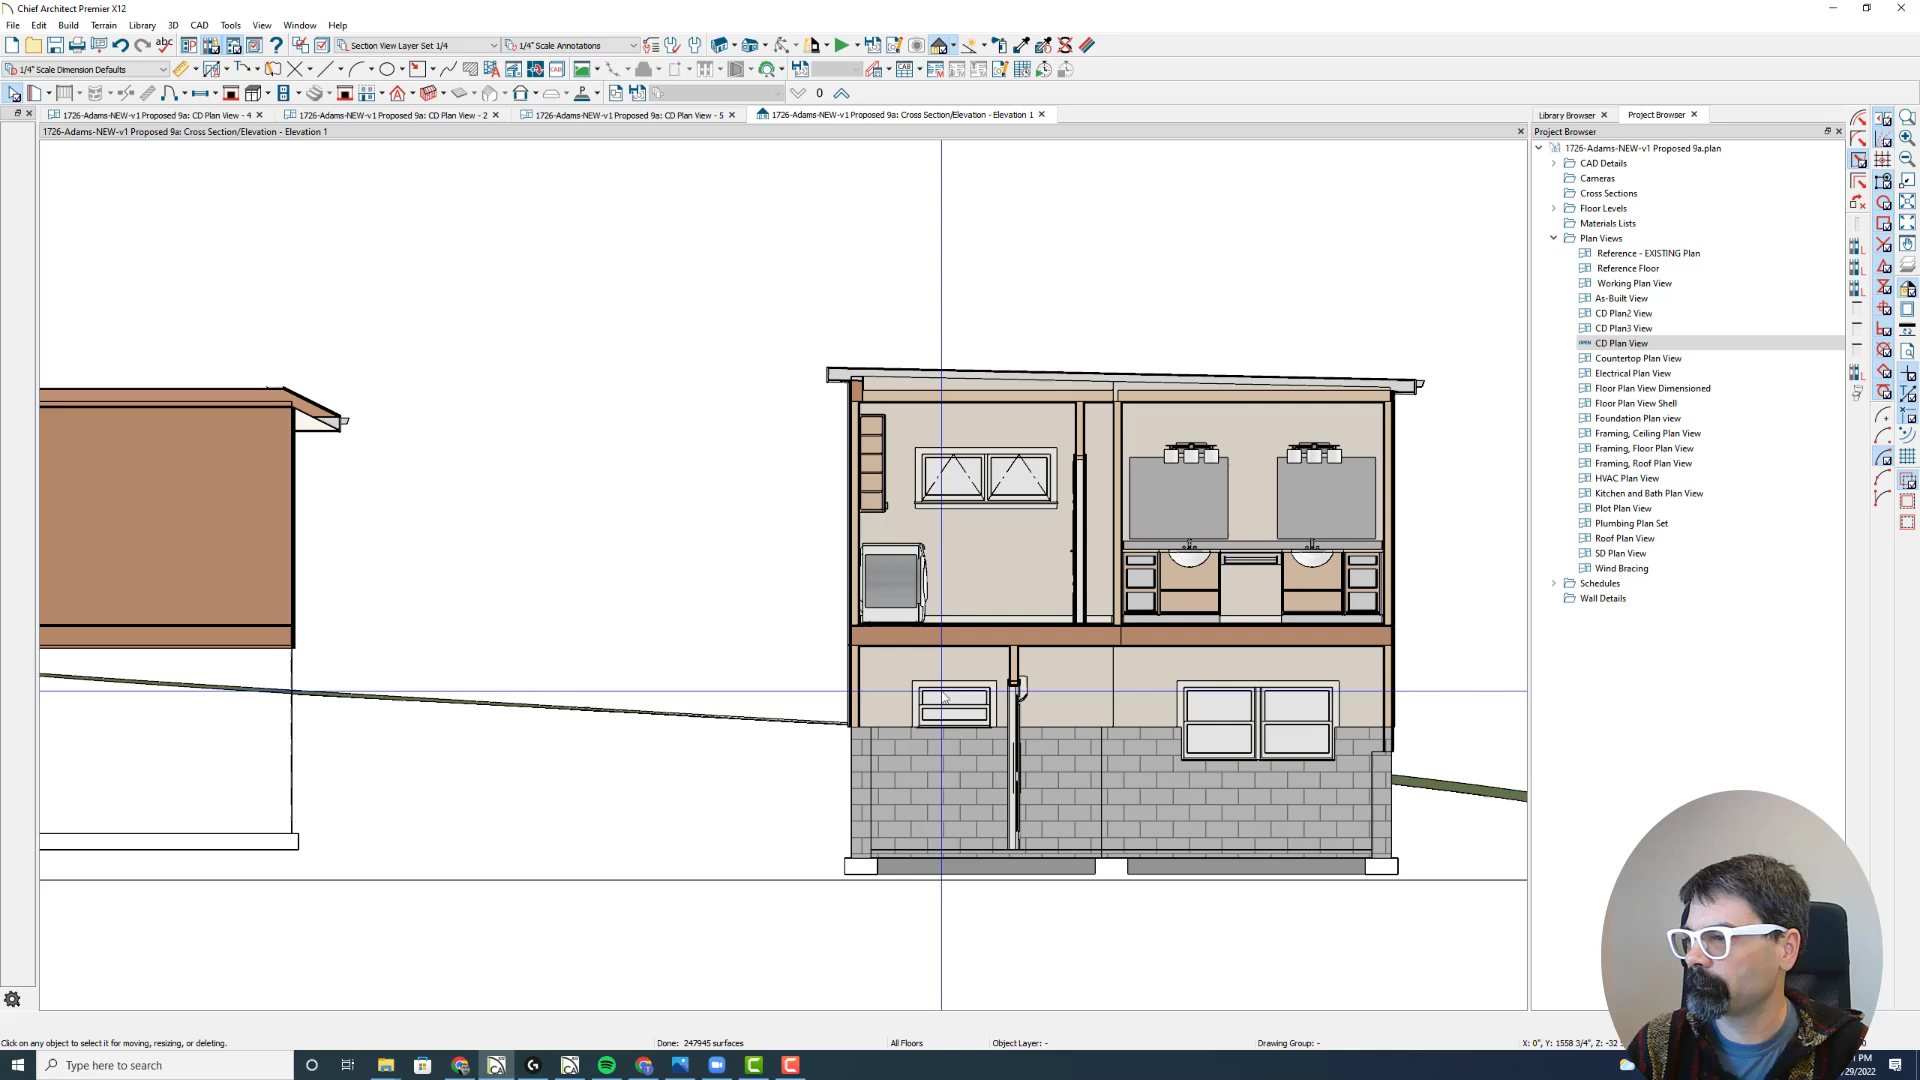 Chief Architect Premier X12
File Edit Build Terrain Library 3D CAD Tools View Window Help
Section View Layer Set 1/4
1/4" Scale Annotations
1/4" Scale Dimension Defaults
0
1726-Adams-NEW-v1 Proposed 9a: CD Plan View - 4
1726-Adams-NEW-v1 Proposed 9a: CD Plan View - 2
1726-Adams-NEW-v1 Proposed 9a: CD Plan View - 5
1726-Adams-NEW-v1 Proposed 9a: Cross Section/Elevation - Elevation 1
Library Browser
Project Browser
1726-Adams-NEW-v1 Proposed 9a: Cross Section/Elevation - Elevation 1
Project Browser
1726-Adams-NEW-v1 Proposed 9a.plan
CAD Details
Cameras
Cross Sections
Floor Levels
Materials Lists
Plan Views
Reference - EXISTING Plan
Reference Floor
Working Plan View
As-Built View
CD Plan2 View
CD Plan3 View
OPEN CD Plan View
Countertop Plan View
Electrical Plan View
Floor Plan View Dimensioned
Floor Plan View Shell
Foundation Plan view
Framing, Ceiling Plan View
Framing, Floor Plan View
Framing, Roof Plan View
HVAC Plan View
Kitchen and Bath Plan View
Plot Plan View
Plumbing Plan Set
Roof Plan View
SD Plan View
Wind Bracing
Schedules
Wall Details
Click on any object to select it for moving, resizing, or deleting.
Done: 247945 surfaces
All Floors
Object Layer: -
Drawing Group: -
X: 0", Y: 1558 3/4", Z: -32
Type here to search
PM
/29/2022